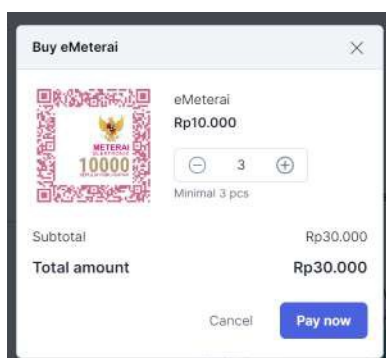 Buy eMeterai
eMeterai
Rp10.000
METERAI
10000
3
Minimal 3 pcs
Subtotal Rp30.000
Total amount Rp30.000
Cancel Pay now